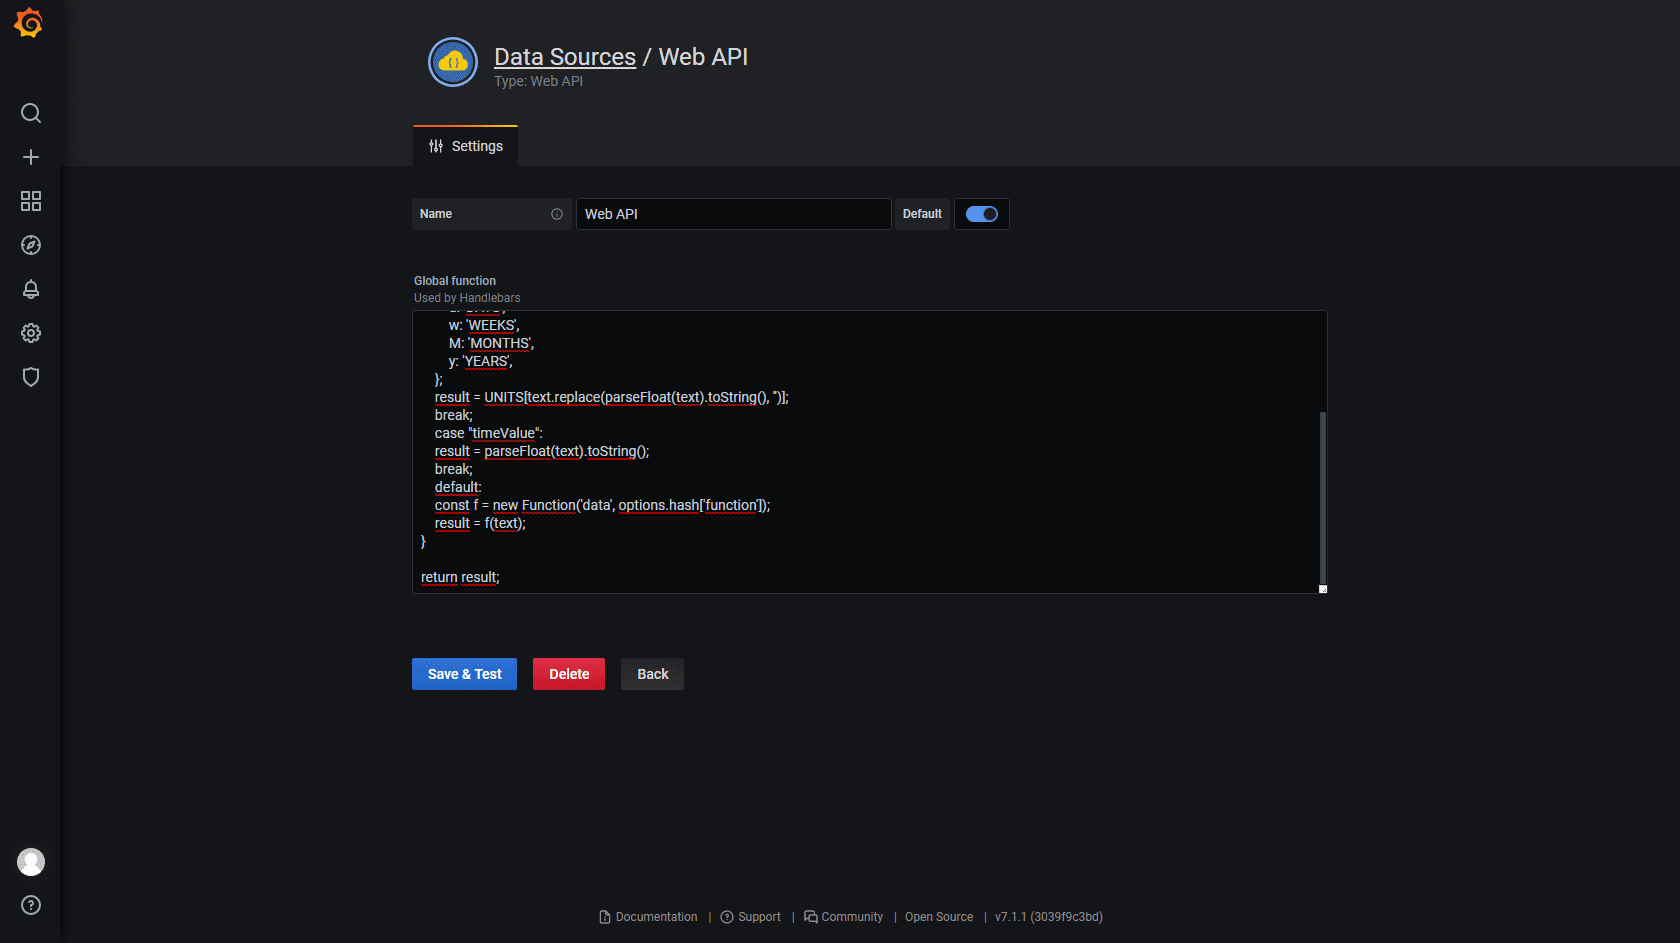 Data Sources / Web API
Type: Web API
Settings
Name
Web API
Default
Global function
Used by Handlebars
w: 'WEEKS',
M: 'MONTHS',
y: 'YEARS',
};
result = UNITS[text.replace(parseFloat(text).toString(), '')];
break;
case "timeValue":
result = parseFloat(text).toString();
break;
default:
const f = new Function('data', options.hash['function']);
result = f(text);
}
return result;
Save & Test
Delete
Back
Documentation | Support | Community | Open Source | v7.1.1 (3039f9c3bd)